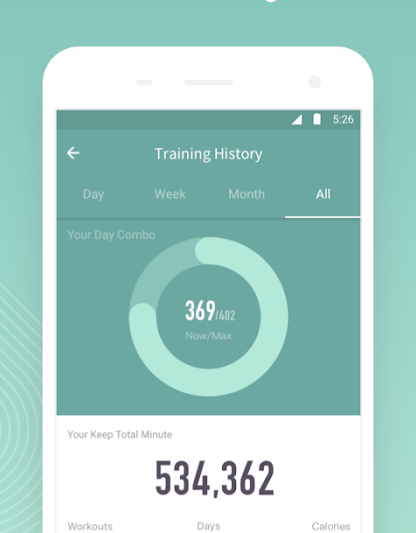 5:26
Training History
Day Week Month All
Your Day Combo
369/402
Now/Max
Your Keep Total Minute
534,362
Workouts Days Calories